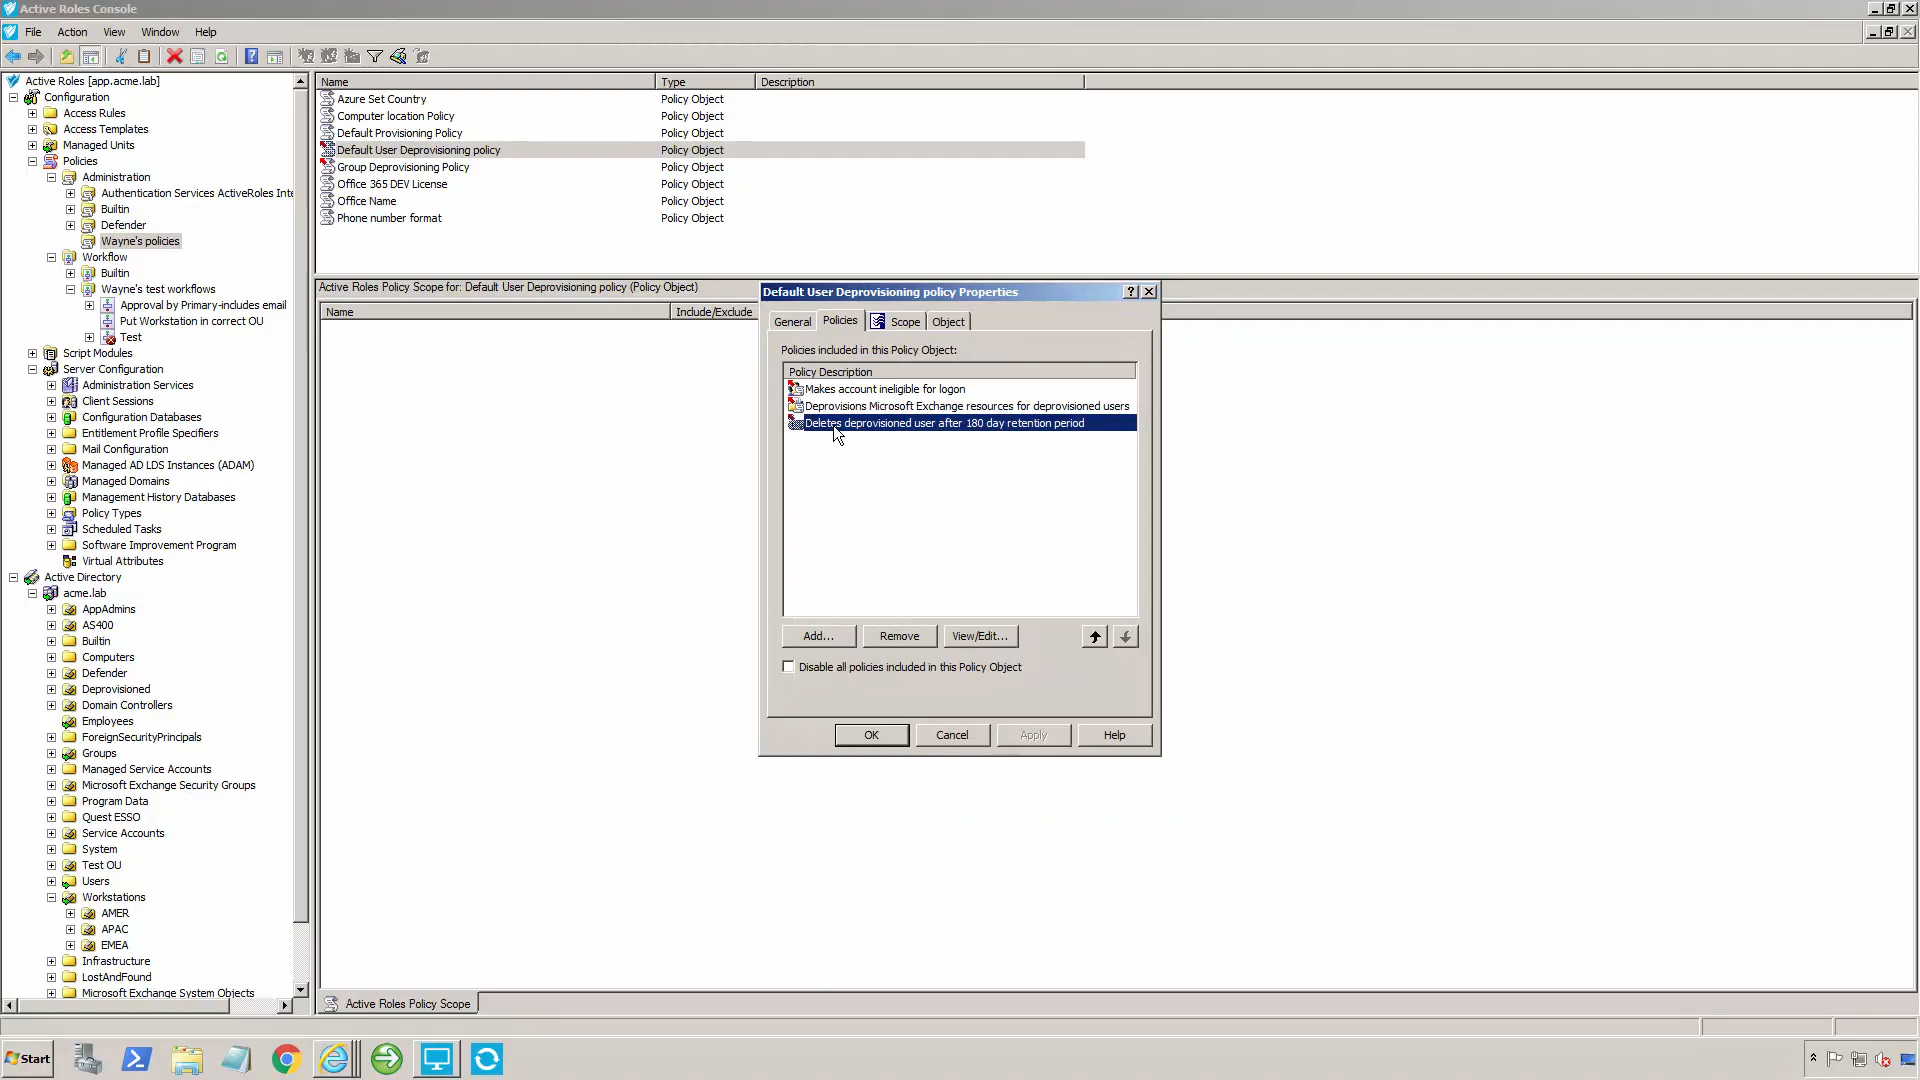 Active Roles Console
File Action View Window Help
Active Roles [app.acme.lab]
Configuration
Access Rules
Access Templates
Managed Units
Policies
Administration
Authentication Services ActiveRoles Inte
Builtin
Defender
Wayne's policies
Workflow
Builtin
Wayne's test workflows
Approval by Primary-includes email
Put Workstation in correct OU
Test
Script Modules
Server Configuration
Administration Services
Client Sessions
Configuration Databases
Entitlement Profile Specifiers
Mail Configuration
Managed AD LDS Instances (ADAM)
Managed Domains
Management History Databases
Policy Types
Scheduled Tasks
Software Improvement Program
Virtual Attributes
Active Directory
acme.lab
AppAdmins
AS400
Builtin
Computers
Defender
Deprovisioned
Domain Controllers
Employees
ForeignSecurityPrincipals
Groups
Managed Service Accounts
Microsoft Exchange Security Groups
Program Data
Quest ESSO
Service Accounts
System
Test OU
Users
Workstations
AMER
APAC
EMEA
Infrastructure
LostAndFound
Microsoft Exchange System Objects
Name Type Description
Azure Set Country Policy Object
Computer location Policy Policy Object
Default Provisioning Policy Policy Object
Default User Deprovisioning policy Policy Object
Group Deprovisioning Policy Policy Object
Office 365 DEV License Policy Object
Office Name Policy Object
Phone number format Policy Object
Active Roles Policy Scope for: Default User Deprovisioning policy (Policy Object)
Name Include/Exclude
Default User Deprovisioning policy Properties
General Policies Scope Object
Policies included in this Policy Object:
Policy Description
Makes account ineligible for logon
Deprovisions Microsoft Exchange resources for deprovisioned users
Deletes deprovisioned user after 180 day retention period
Add... Remove View/Edit...
Disable all policies included in this Policy Object
OK Cancel Apply Help
Active Roles Policy Scope
Start